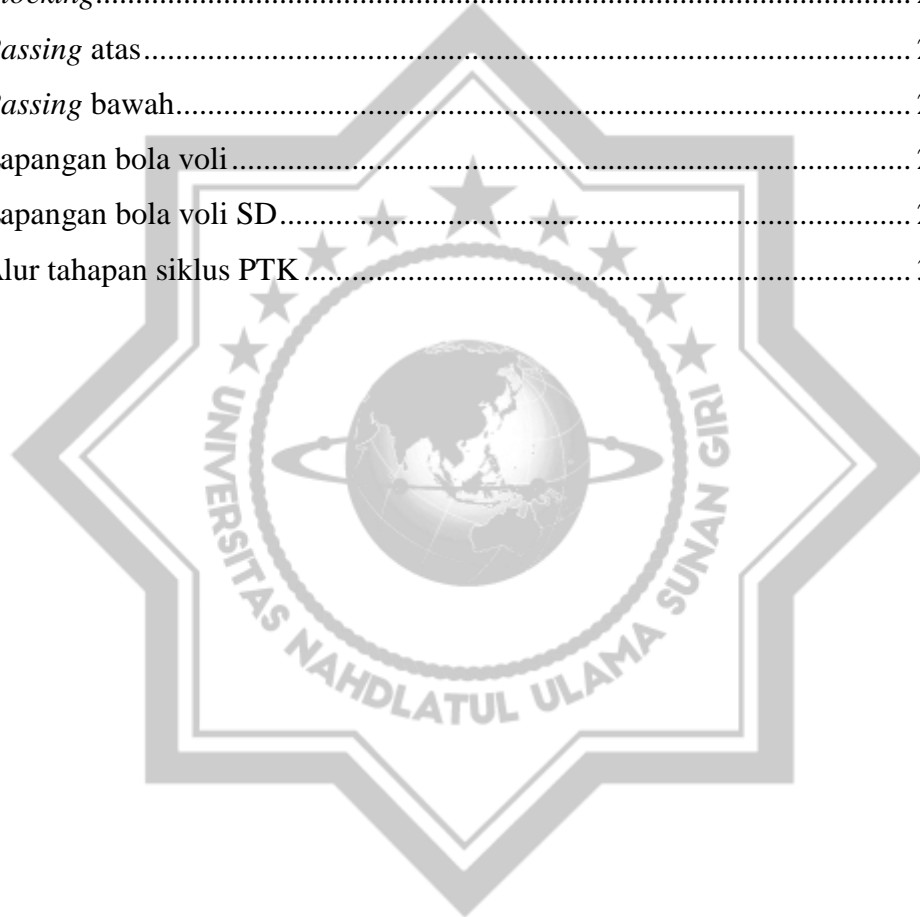 locking
assing atas
assing bawah
apangan bola voli
apangan bola voli SD
lur tahapan siklus PTK
UNIVERSITAS NAHDLATUL ULAMA SUNAN GIRI